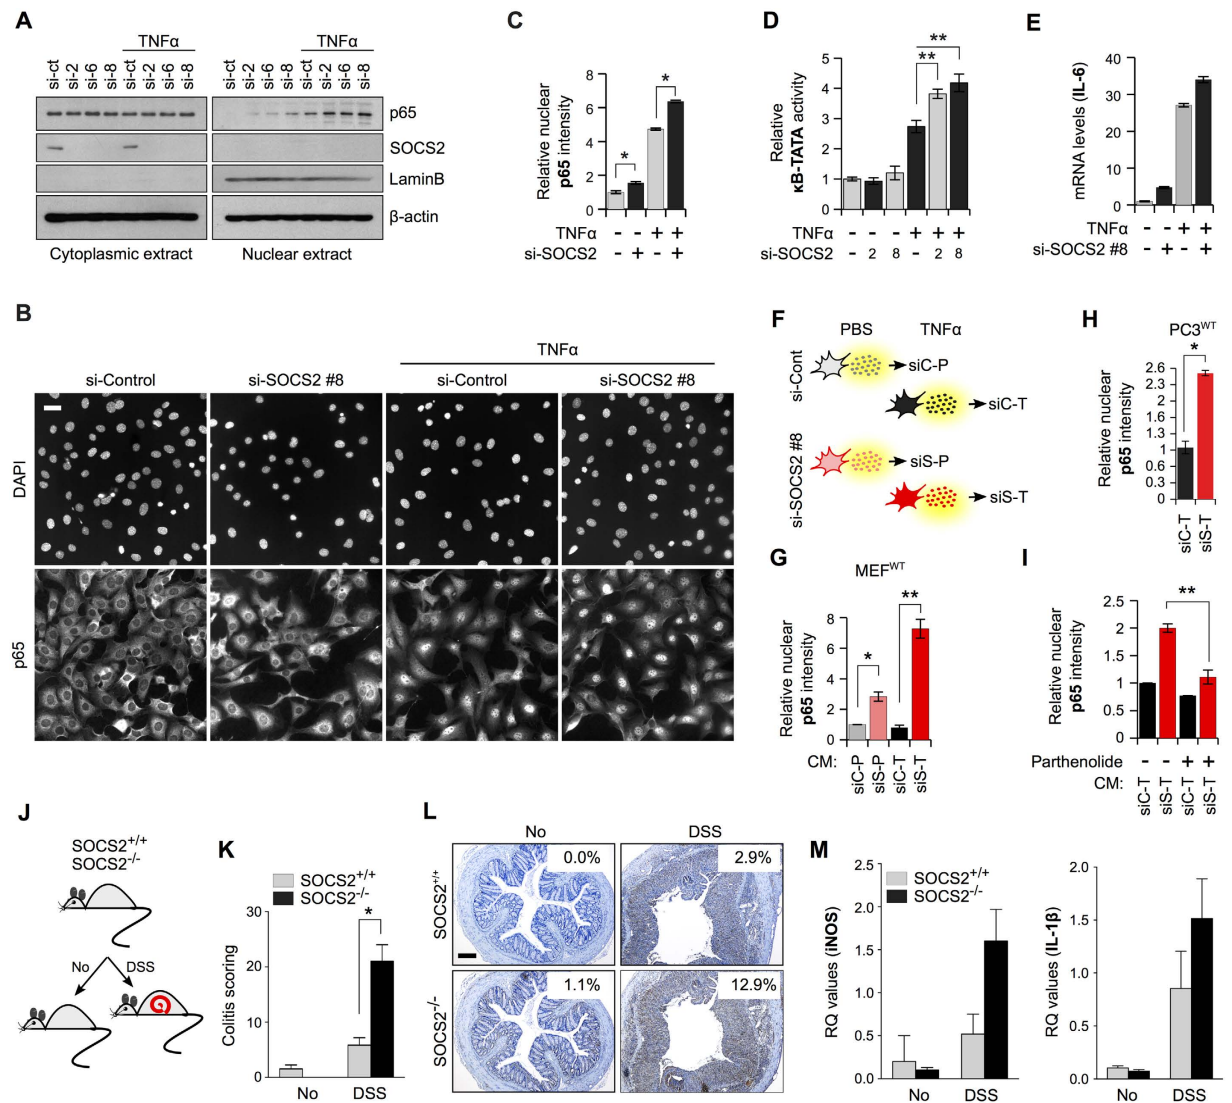 A
TNFα TNFα
si-ct si-2 si-6 si-8 si-ct si-2 si-6 si-8 si-ct si-2 si-6 si-8 si-ct si-2 si-6 si-8
p65
SOCS2
LaminB
β-actin
Cytoplasmic extract Nuclear extract
B
TNFα
si-Control si-SOCS2 #8 si-Control si-SOCS2 #8
DAPI
p65
C
Relative nuclear
p65 intensity
8
6
4
2
0
* *
TNFα - - + +
si-SOCS2 - + - +
D
Relative
κB-TATA activity
5
4
3
2
1
0
**
**
TNFα - - - + + +
si-SOCS2 - 2 8 - 2 8
E
mRNA levels (IL-6)
40
30
20
10
0
TNFα - - + +
si-SOCS2 #8 - + - +
F
PBS TNFα
si-Cont
siC-P
siC-T
si-SOCS2 #8
siS-P
siS-T
G
MEFWT
Relative nuclear
p65 intensity
8
6
4
2
0
* **
CM: siC-P siS-P siC-T siS-T
H
PC3WT
*
Relative nuclear
p65 intensity
2.6
2.3
2
1.6
1.3
1
0.6
0.3
0
siC-T siS-T
I
Relative nuclear
p65 intensity
2.5
2
1.5
1
0.5
0
**
Parthenolide - - + +
CM: siC-T siS-T siC-T siS-T
J
SOCS2+/+
SOCS2-/-
No DSS
K
SOCS2+/+
SOCS2-/-
Colitis scoring
30
20
10
0
*
No DSS
L
No DSS
SOCS2+/+
0.0% 2.9%
SOCS2-/-
1.1% 12.9%
M
SOCS2+/+
SOCS2-/-
RQ values (iNOS)
2.5
2.0
1.5
1.0
0.5
0.0
No DSS
RQ values (IL-1β)
2.0
1.5
1.0
0.5
0.0
No DSS